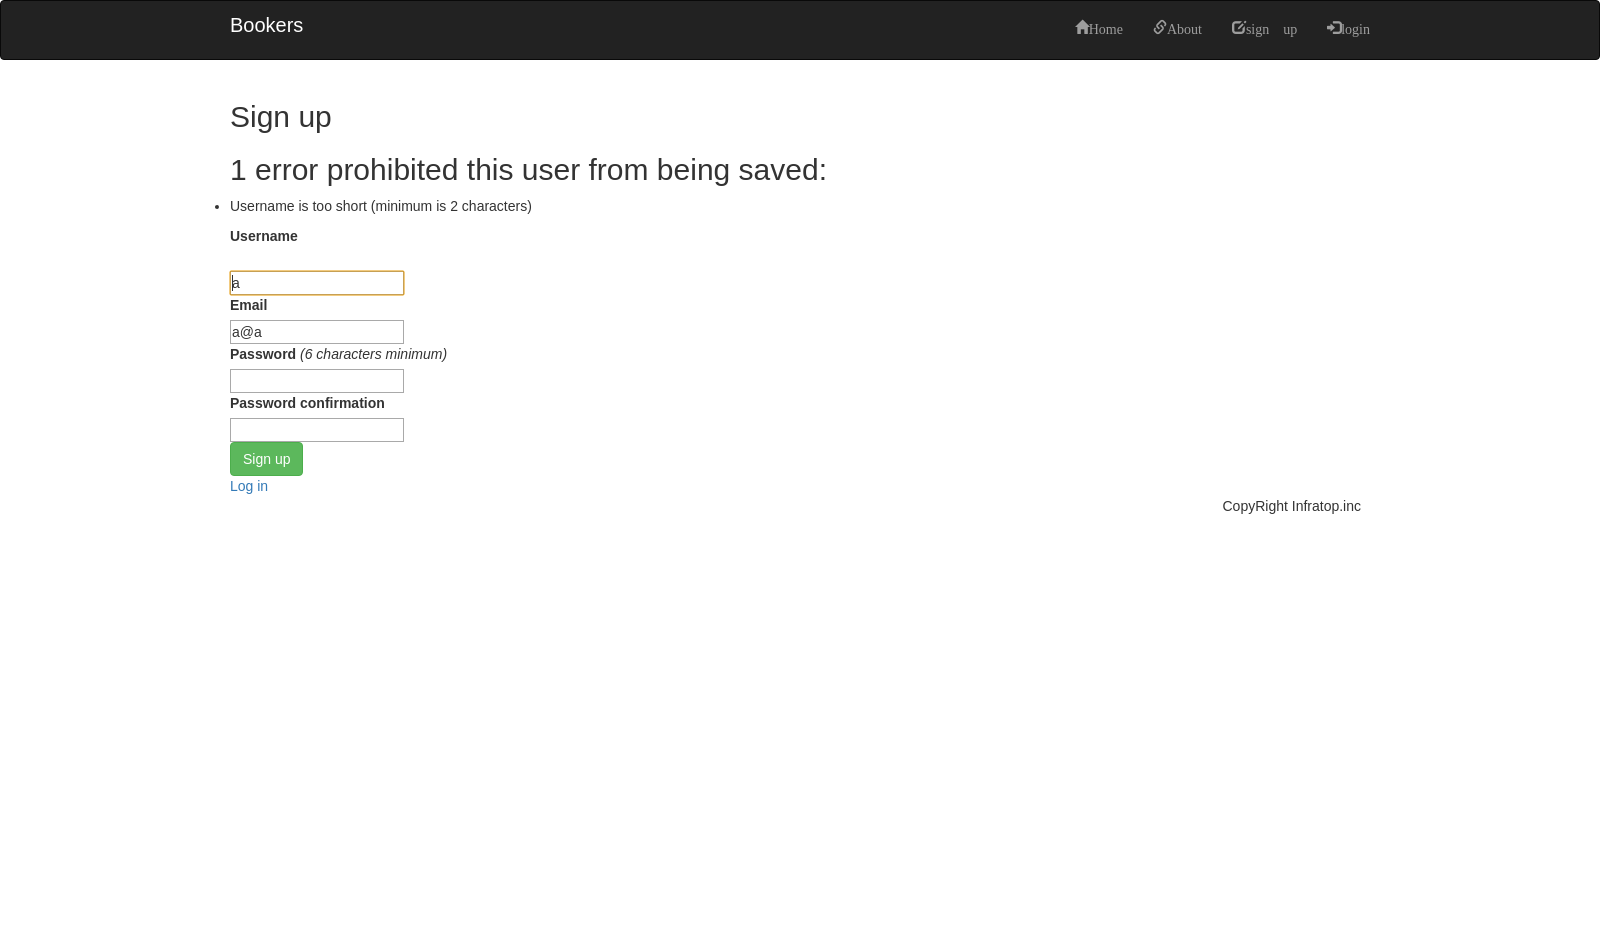 Bookers Home About sign up login
Sign up
1 error prohibited this user from being saved:
• Username is too short (minimum is 2 characters)
Username
a
Email
a@a
Password (6 characters minimum)
Password confirmation
Sign up
Log in
CopyRight Infratop.inc